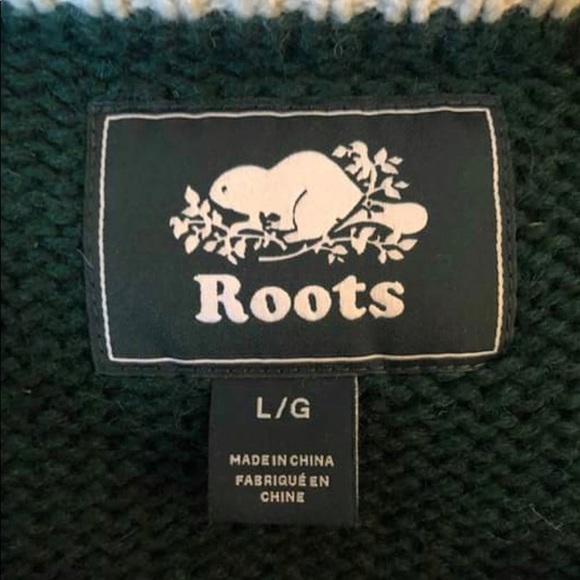 Roots
L/G
MADE IN CHINA
FABRIQUÉ EN
CHINE